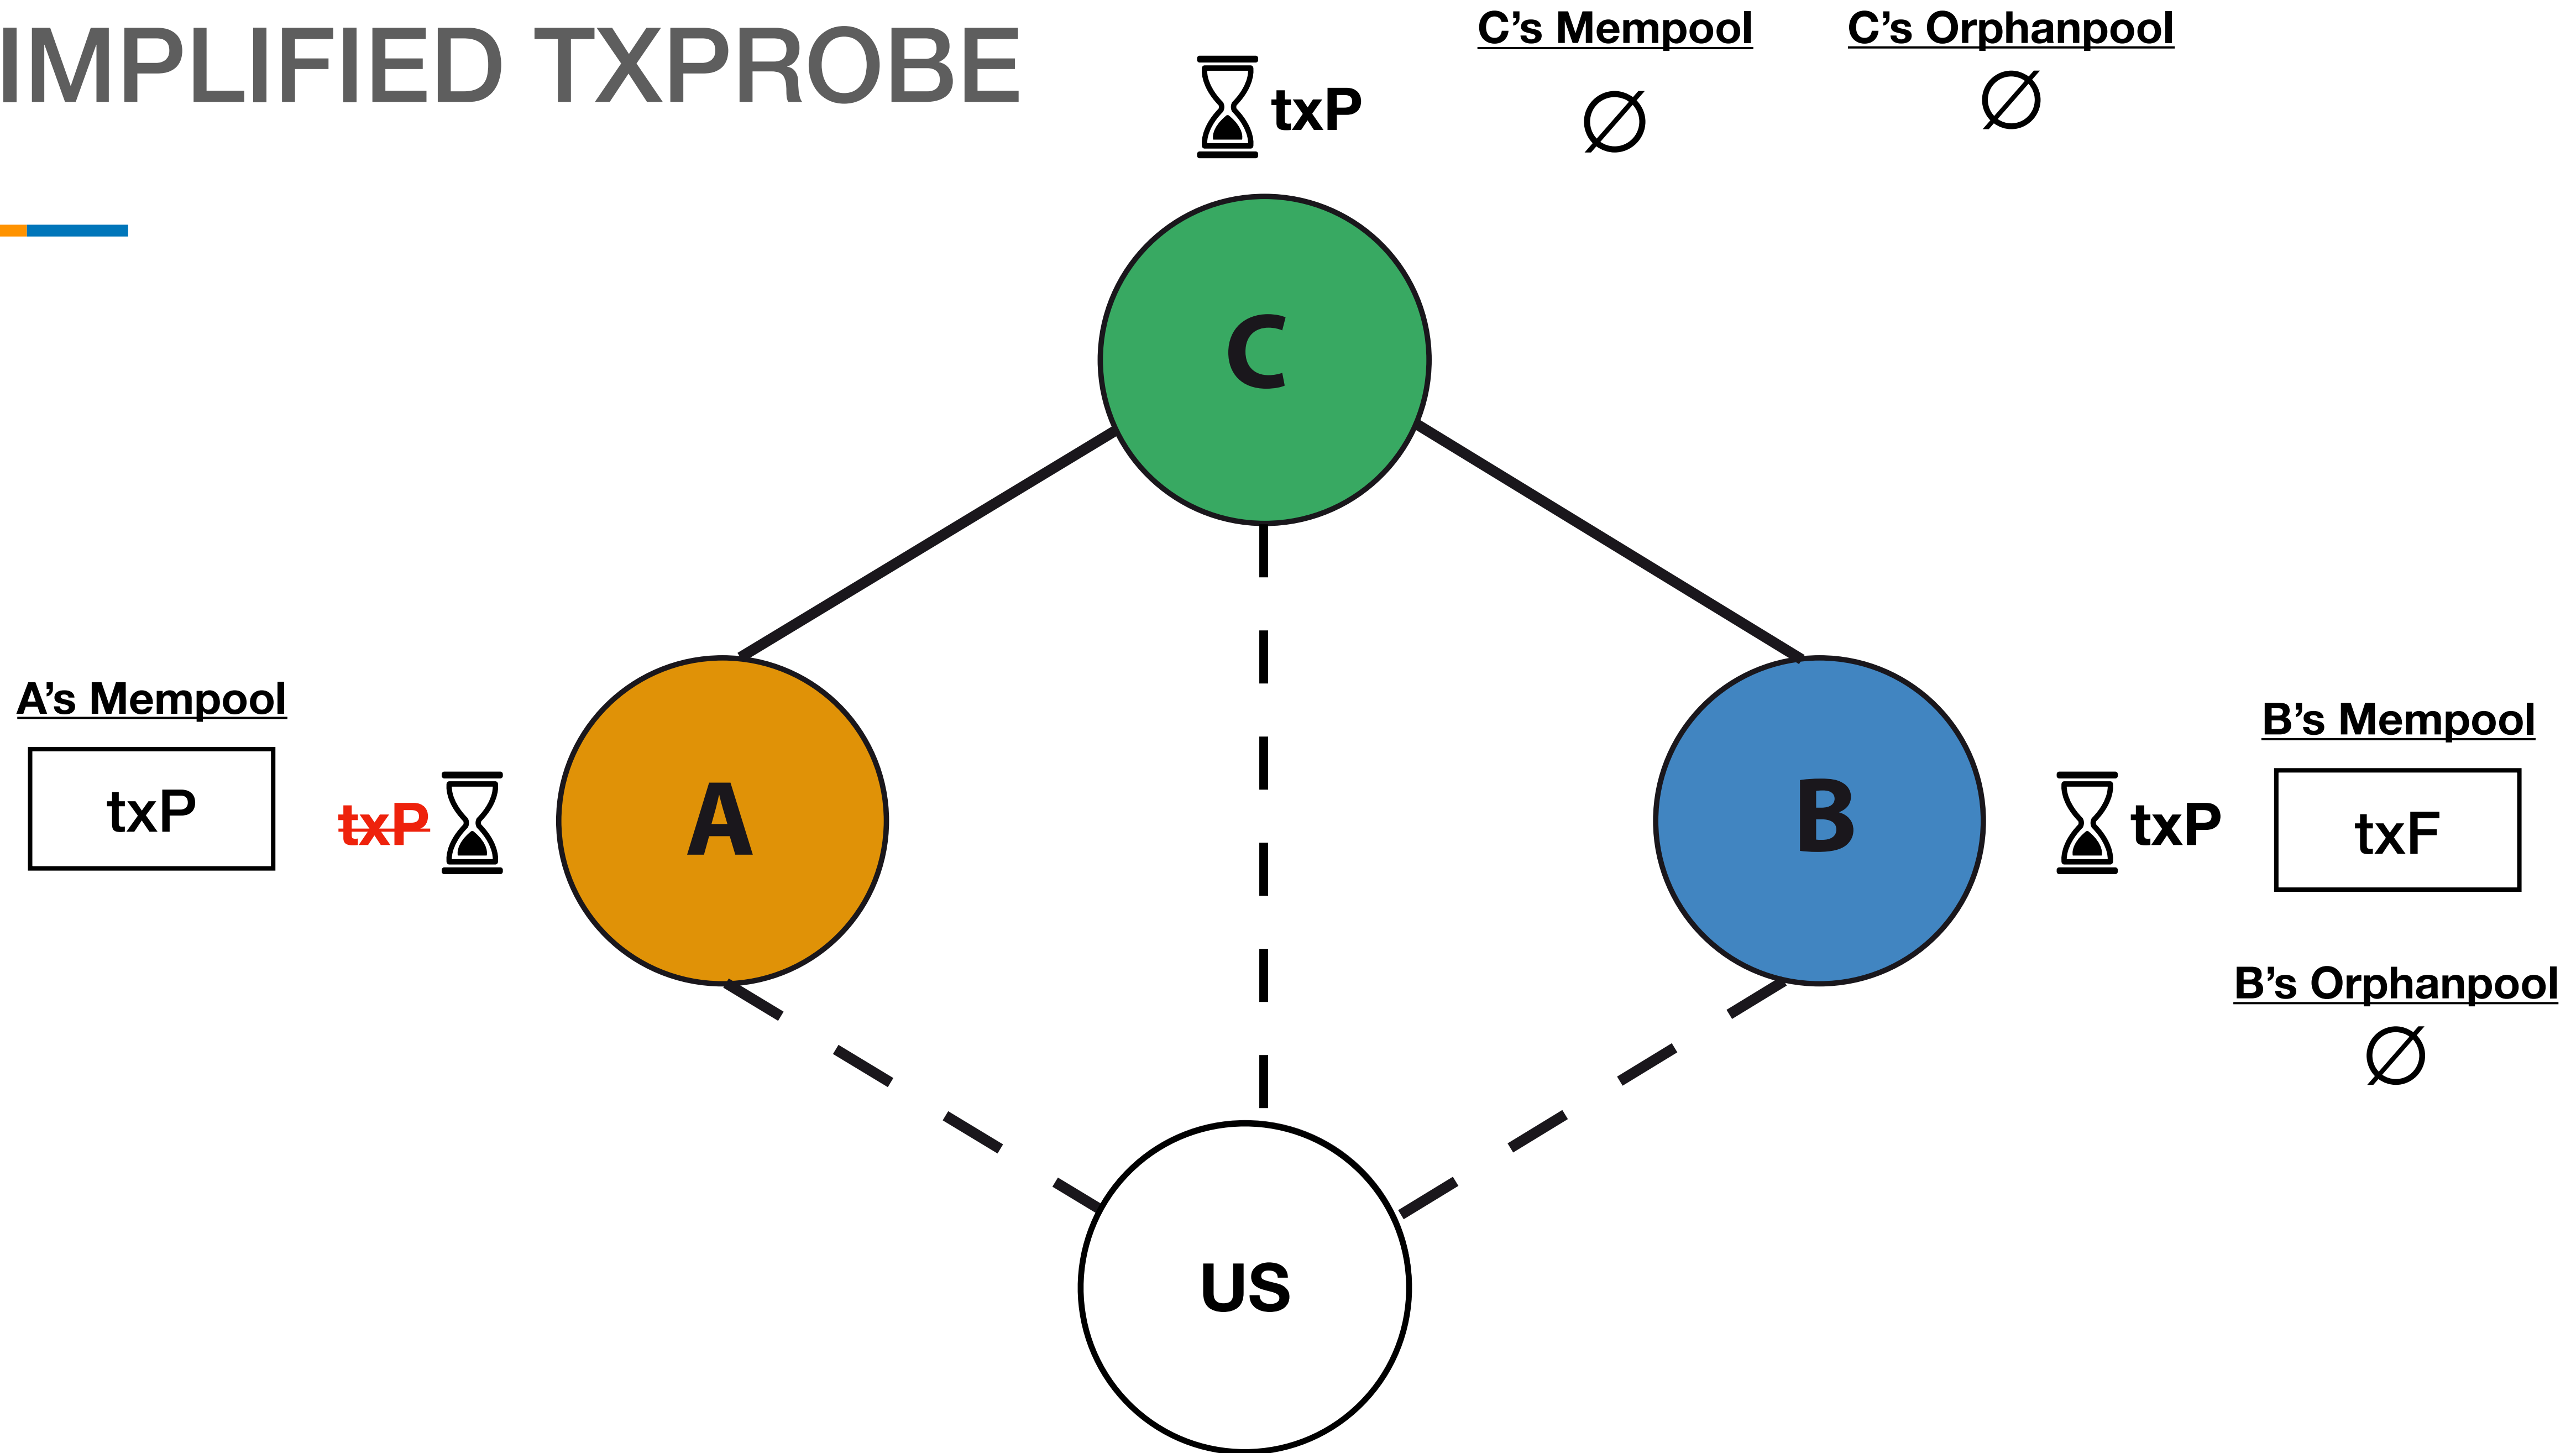 IMPLIFIED TXPROBE
C's Mempool
C's Orphanpool
txP
∅
∅
C
A's Mempool
txP
txP
A
B
txP
B's Mempool
txF
B's Orphanpool
∅
US